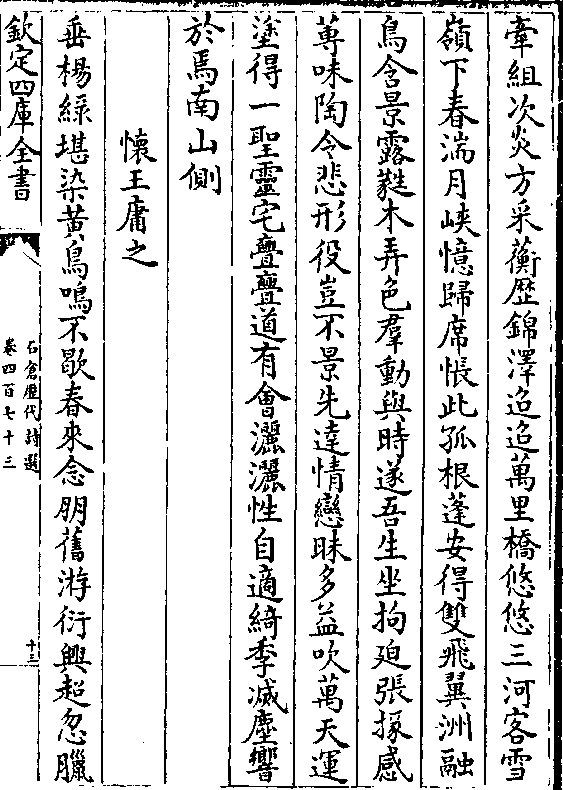 牽組次炎方采蘅歴錦澤迢迢萬里橋悠悠三河客雪
嶺下春湍月峽憶歸席悵此孤根蓬安得雙飛翼洲融
鳥含景露蕤木弄色羣動與時遂吾生坐拘廹張掾感
蓴味陶令悲形役豈不景先達情戀昧多益吹萬天運
塗得一聖靈宅亹亹道有會灑灑性自適綺季滅塵響
於焉南山側
懷王庸之
垂楊緑堪染黄鳥鳴不歇春來念朋舊游衍興超忽臘
欽定四庫全書
石倉歴代詩選
卷四百七十三
十三